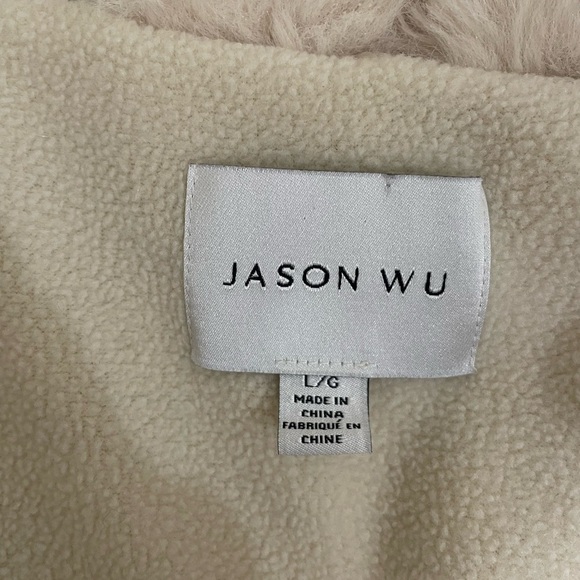 JASON WU
L/G
MADE IN
CHINA
FABRIQUÉ EN
CHINE